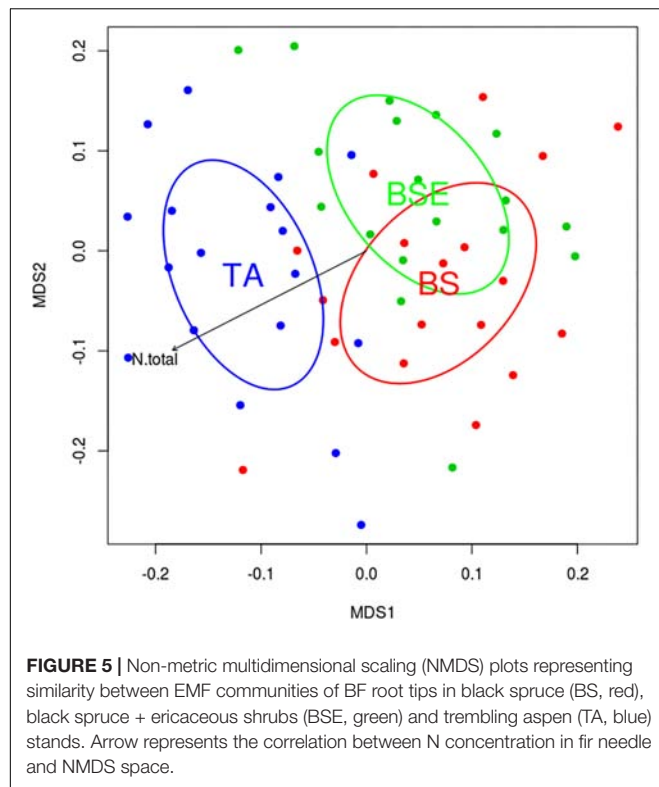 0.2
0.1
0.0
-0.1
-0.2
MDS2
BSE
TA
BS
N.total
-0.2 -0.1 0.0 0.1 0.2
MDS1
FIGURE 5 | Non-metric multidimensional scaling (NMDS) plots representing
similarity between EMF communities of BF root tips in black spruce (BS, red),
black spruce + ericaceous shrubs (BSE, green) and trembling aspen (TA, blue)
stands. Arrow represents the correlation between N concentration in fir needle
and NMDS space.